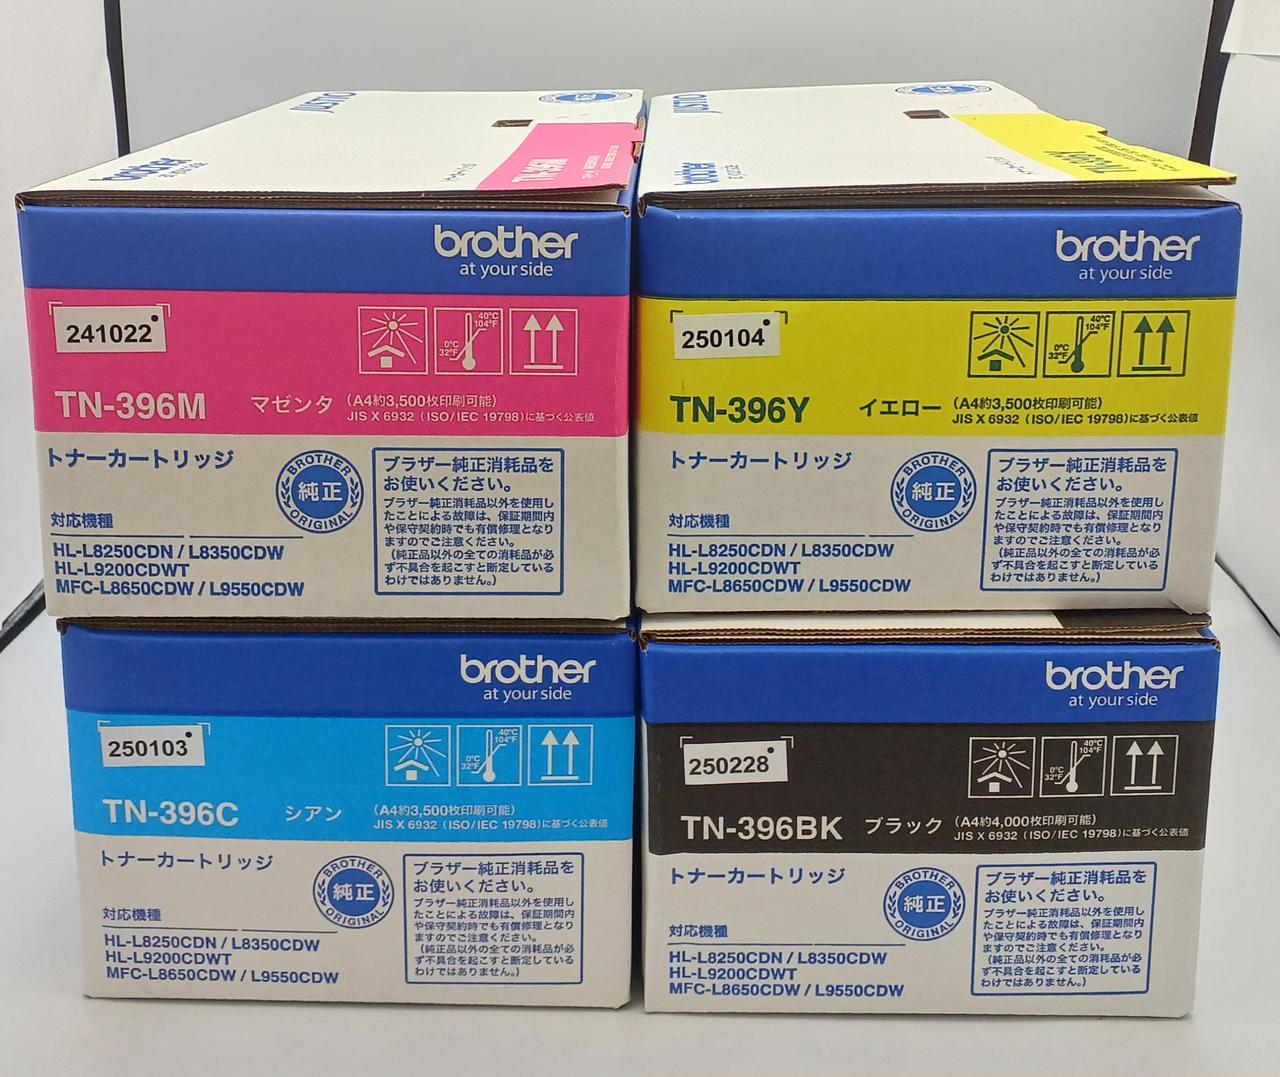 JUSTIO
brother
at your side
トナーカートリッジ
TN-396M
brother
at your side
241022
40℃
104°F
0℃
32°F
TN-396M マゼンタ (A4約3,500枚印刷可能)
JIS X 6932 (ISO/IEC 19798)に基づく公表値
トナーカートリッジ
BROTHER
純正
ORIGINAL
ブラザー純正消耗品を
お使いください。
ブラザー純正消耗品以外を使用し
たことによる故障は、保証期間内
や保守契約時でも有償修理となり
ますのでご注意ください。
(純正品以外の全ての消耗品が必
ず不具合を起こすと断定している
わけではありません。)
対応機種
HL-L8250CDN / L8350CDW
HL-L9200CDWT
MFC-L8650CDW / L9550CDW
JUSTIO
brother
at your side
トナーカートリッジ
TN-396Y
brother
at your side
250104
40℃
104°F
0℃
32°F
TN-396Y イエロー (A4約3,500枚印刷可能)
JIS X 6932 (ISO/IEC 19798)に基づく公表値
トナーカートリッジ
BROTHER
純正
ORIGINAL
ブラザー純正消耗品を
お使いください。
ブラザー純正消耗品以外を使用し
たことによる故障は、保証期間内
や保守契約時でも有償修理となり
ますのでご注意ください。
(純正品以外の全ての消耗品が必
ず不具合を起こすと断定している
わけではありません。)
対応機種
HL-L8250CDN / L8350CDW
HL-L9200CDWT
MFC-L8650CDW / L9550CDW
brother
at your side
250103
40℃
104°F
0℃
32°F
TN-396C シアン (A4約3,500枚印刷可能)
JIS X 6932 (ISO/IEC 19798)に基づく公表値
トナーカートリッジ
BROTHER
純正
ORIGINAL
ブラザー純正消耗品を
お使いください。
ブラザー純正消耗品以外を使用し
たことによる故障は、保証期間内
や保守契約時でも有償修理となり
ますのでご注意ください。
(純正品以外の全ての消耗品が必
ず不具合を起こすと断定している
わけではありません。)
対応機種
HL-L8250CDN / L8350CDW
HL-L9200CDWT
MFC-L8650CDW / L9550CDW
brother
at your side
250228
40℃
104°F
0℃
32°F
TN-396BK ブラック (A4約4,000枚印刷可能)
JIS X 6932 (ISO/IEC 19798)に基づく公表値
トナーカートリッジ
BROTHER
純正
ORIGINAL
ブラザー純正消耗品を
お使いください。
ブラザー純正消耗品以外を使用し
たことによる故障は、保証期間内
や保守契約時でも有償修理となり
ますのでご注意ください。
(純正品以外の全ての消耗品が必
ず不具合を起こすと断定している
わけではありません。)
対応機種
HL-L8250CDN / L8350CDW
HL-L9200CDWT
MFC-L8650CDW / L9550CDW